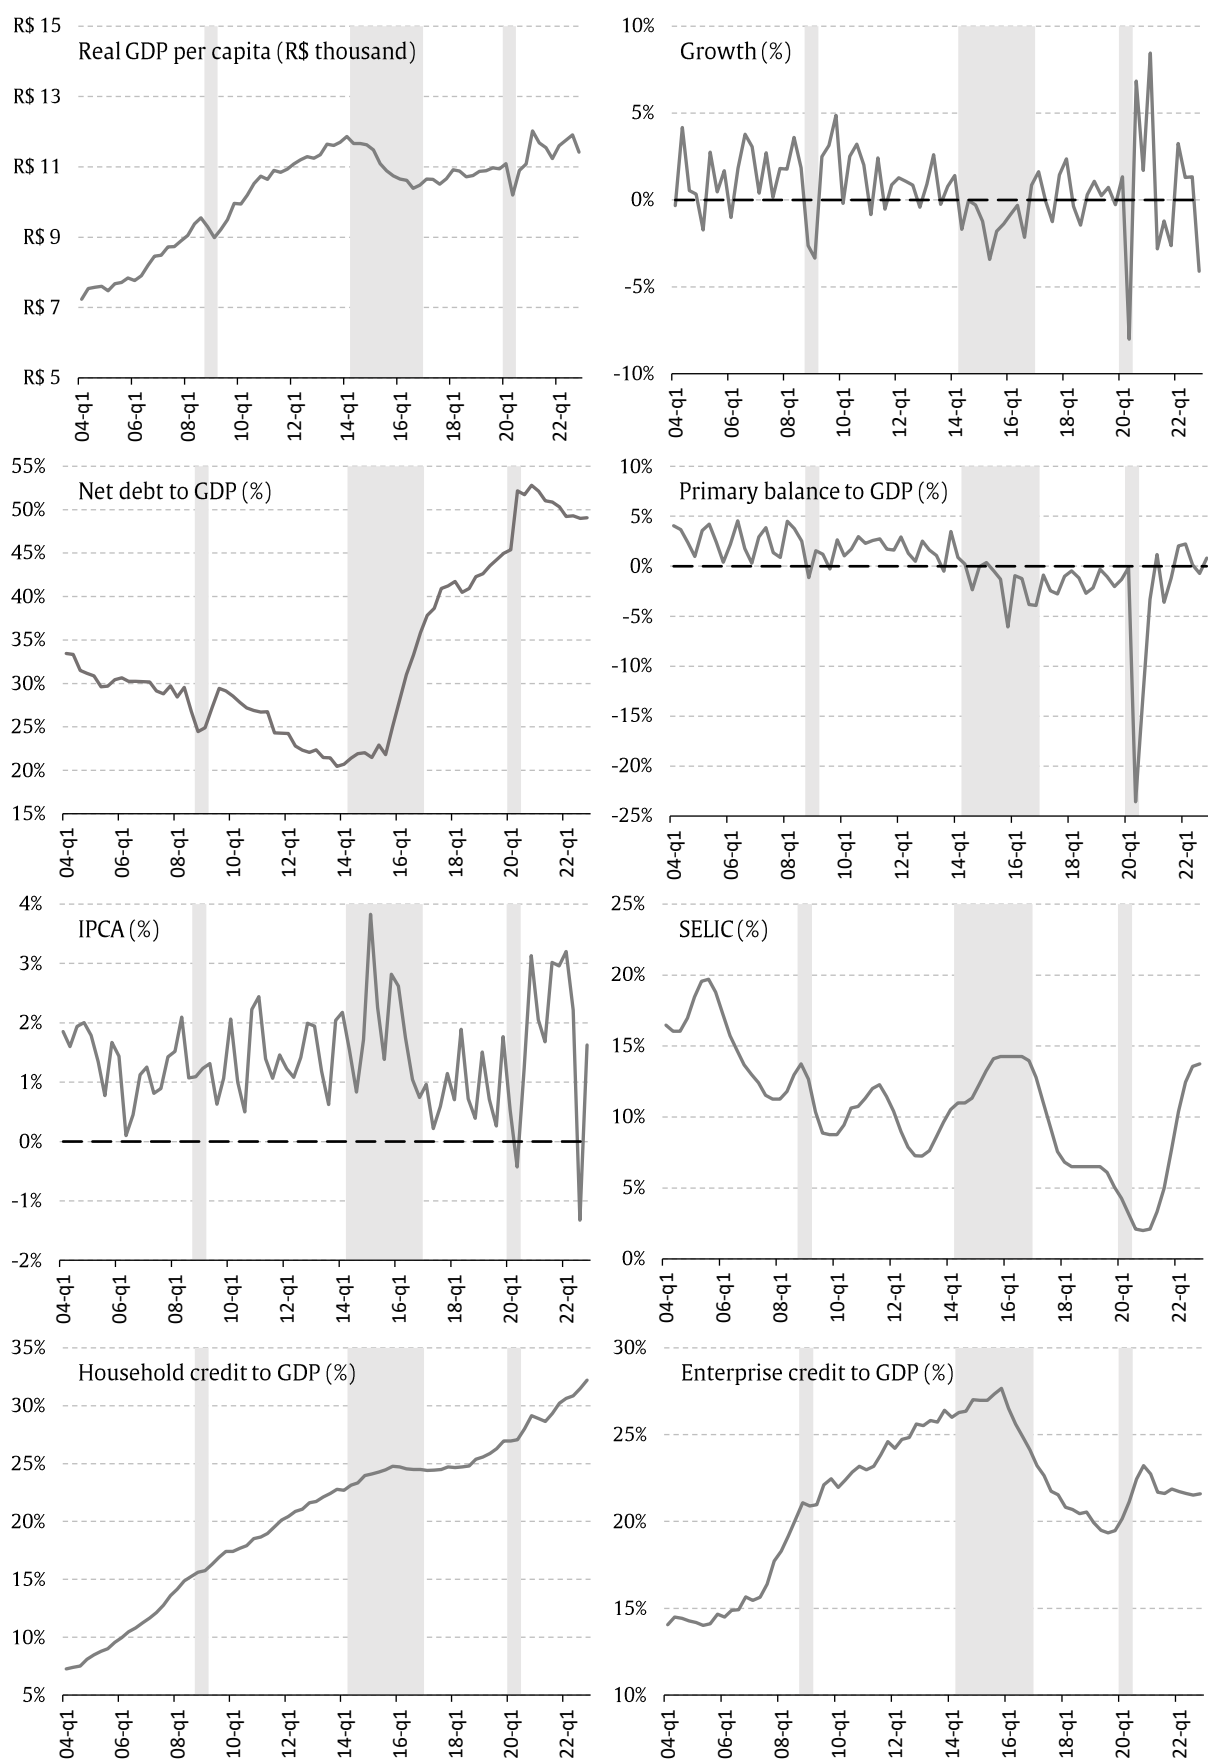 R$ 15
Real GDP per capita (R$ thousand)
R$ 13
R$ 11
R$ 9
R$ 7
R$ 5
04-q1 06-q1 08-q1 10-q1 12-q1 14-q1 16-q1 18-q1 20-q1 22-q1
10%
Growth (%)
5%
0%
-5%
-10%
04-q1 06-q1 08-q1 10-q1 12-q1 14-q1 16-q1 18-q1 20-q1 22-q1
55%
Net debt to GDP (%)
50%
45%
40%
35%
30%
25%
20%
15%
04-q1 06-q1 08-q1 10-q1 12-q1 14-q1 16-q1 18-q1 20-q1 22-q1
10%
Primary balance to GDP (%)
5%
0%
-5%
-10%
-15%
-20%
-25%
04-q1 06-q1 08-q1 10-q1 12-q1 14-q1 16-q1 18-q1 20-q1 22-q1
4%
IPCA (%)
3%
2%
1%
0%
-1%
-2%
04-q1 06-q1 08-q1 10-q1 12-q1 14-q1 16-q1 18-q1 20-q1 22-q1
25%
SELIC (%)
20%
15%
10%
5%
0%
04-q1 06-q1 08-q1 10-q1 12-q1 14-q1 16-q1 18-q1 20-q1 22-q1
35%
Household credit to GDP (%)
30%
25%
20%
15%
10%
5%
04-q1 06-q1 08-q1 10-q1 12-q1 14-q1 16-q1 18-q1 20-q1 22-q1
30%
Enterprise credit to GDP (%)
25%
20%
15%
10%
04-q1 06-q1 08-q1 10-q1 12-q1 14-q1 16-q1 18-q1 20-q1 22-q1